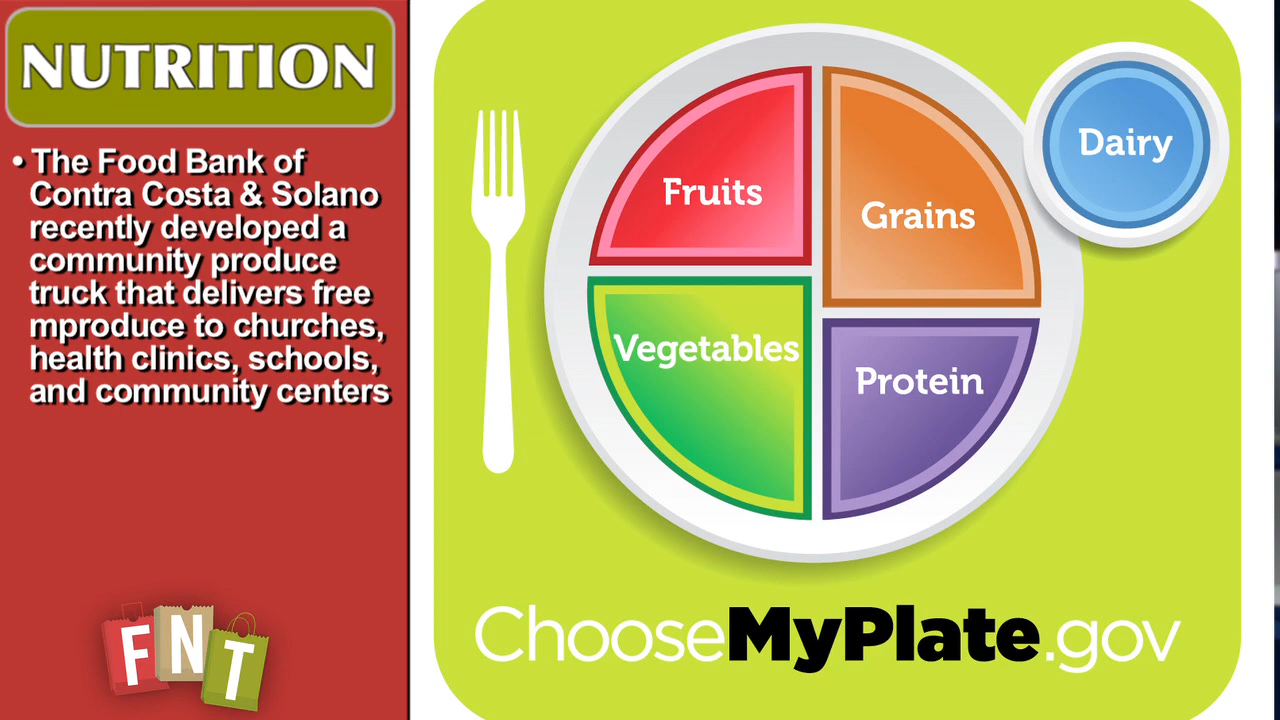 NUTRITION
• The Food Bank of
Contra Costa & Solano
recently developed a
community produce
truck that delivers free
mproduce to churches,
health clinics, schools,
and community centers
FNT
Fruits
Grains
Dairy
Vegetables
Protein
ChooseMyPlate.gov